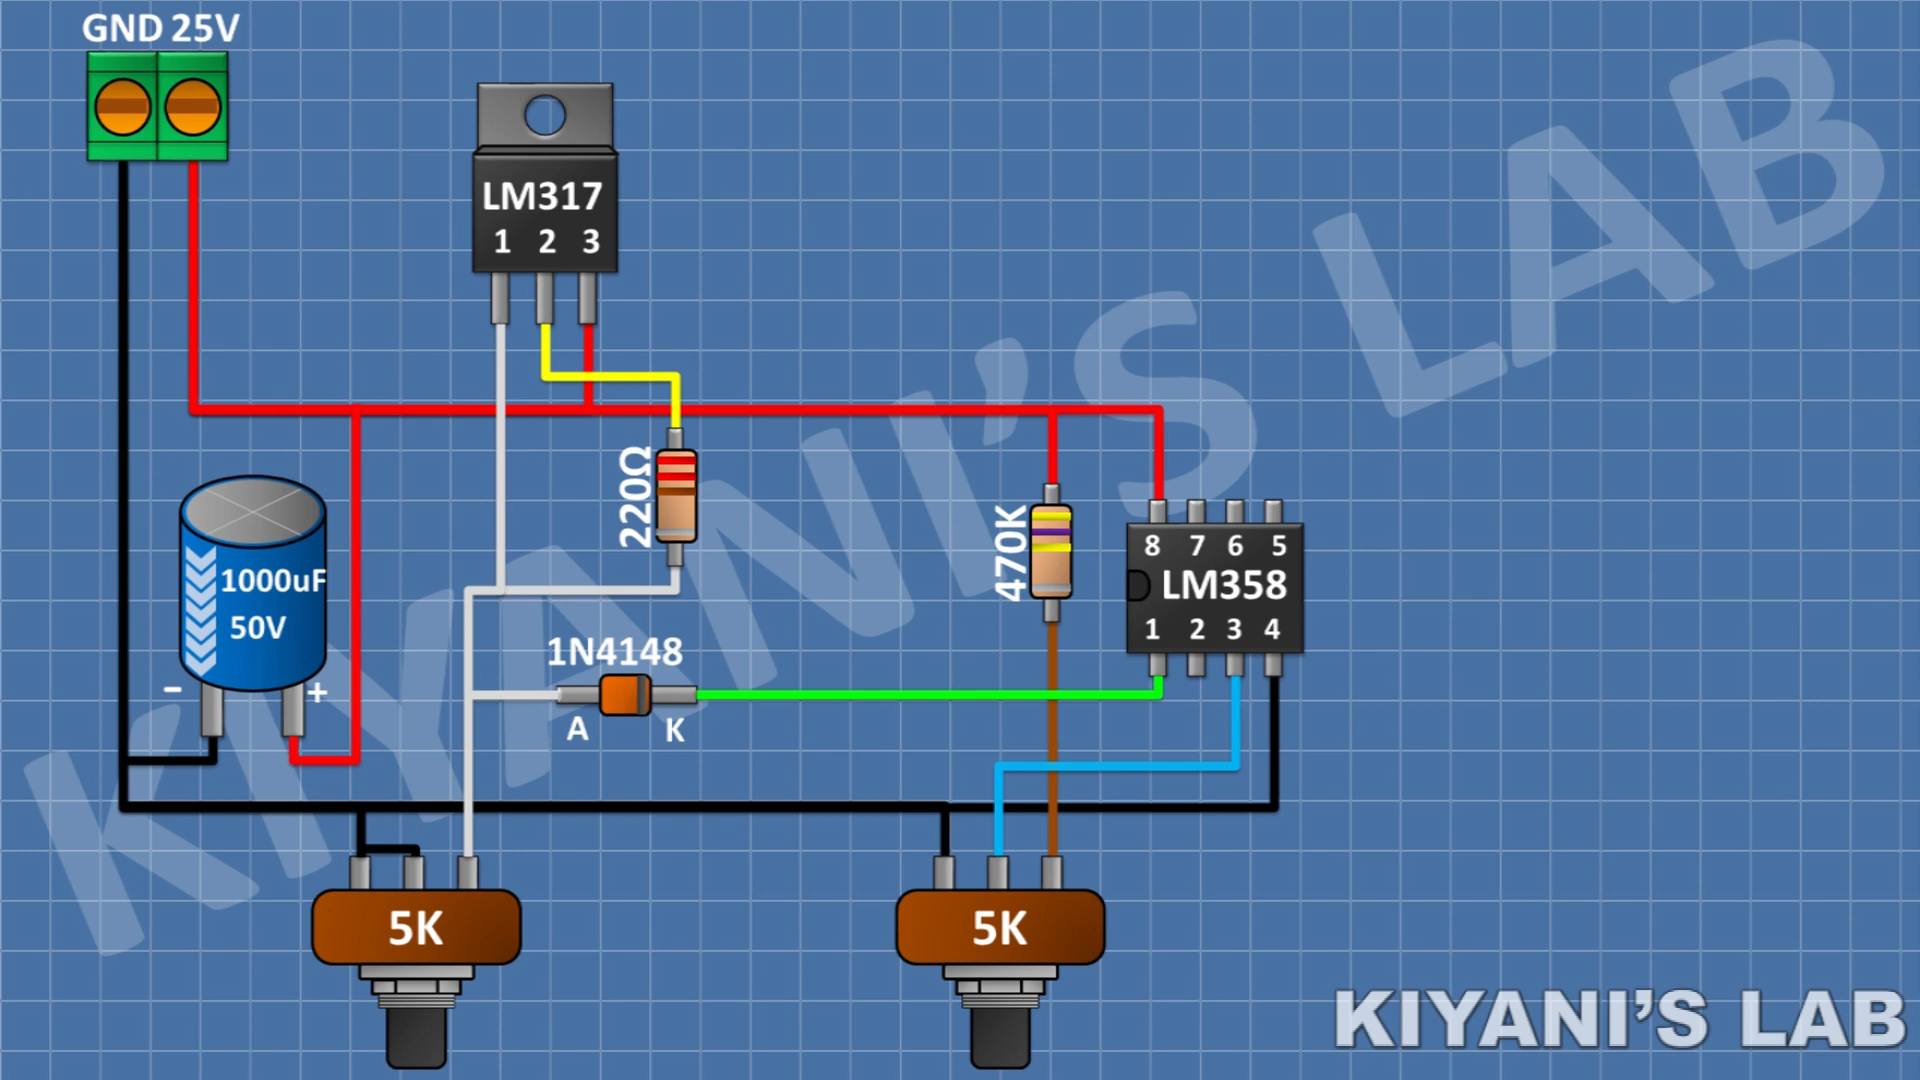 GND 25V
LM317
1 2 3
220Ω
470K
8 7 6 5
LM358
1 2 3 4
1000uF
50V
- +
1N4148
A K
5K
5K
KIYANI'S LAB
KIYANI'S LAB